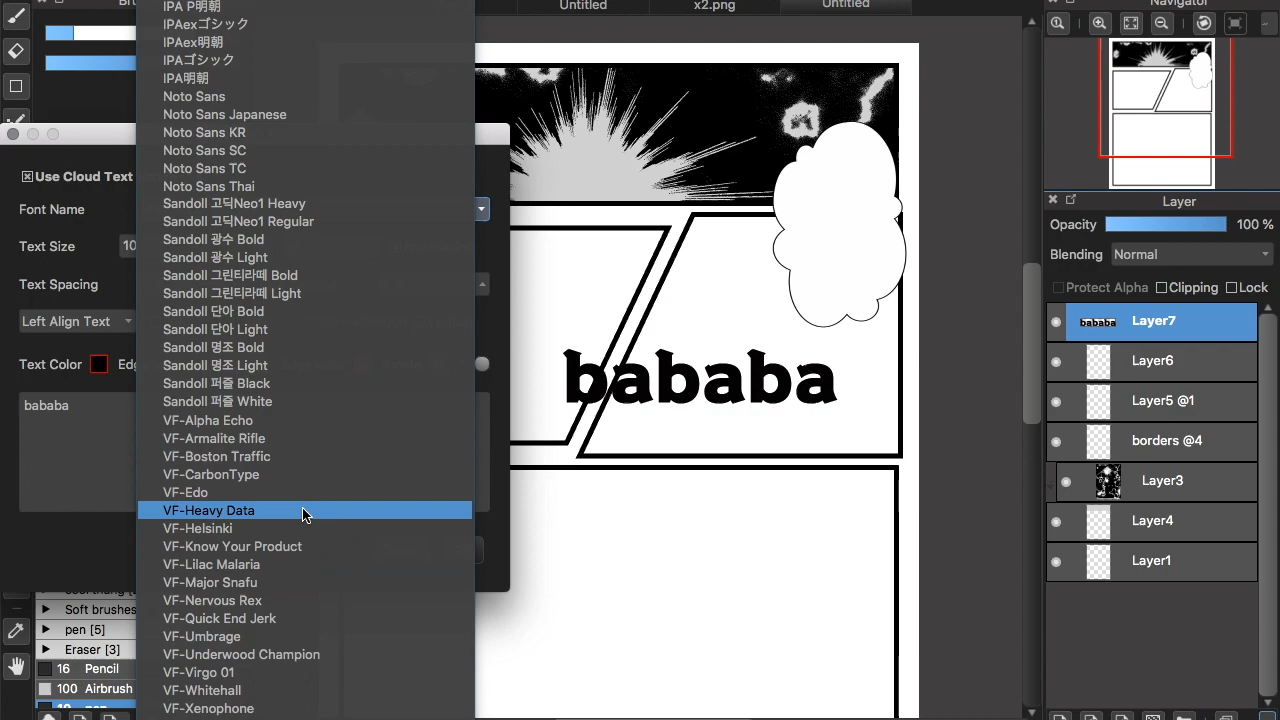 Untitled
x2.png
Untitled
Navigator
IPA P明朝
IPAexゴシック
IPAex明朝
IPAゴシック
IPA明朝
Noto Sans
Noto Sans Japanese
Noto Sans KR
Noto Sans SC
Noto Sans TC
Noto Sans Thai
Sandoll 고딕Neo1 Heavy
Sandoll 고딕Neo1 Regular
Sandoll 광수 Bold
Sandoll 광수 Light
Sandoll 그린티라떼 Bold
Sandoll 그린티라떼 Light
Sandoll 단아 Bold
Sandoll 단아 Light
Sandoll 명조 Bold
Sandoll 명조 Light
Sandoll 퍼즐 Black
Sandoll 퍼즐 White
VF-Alpha Echo
VF-Armalite Rifle
VF-Boston Traffic
VF-CarbonType
VF-Edo
VF-Heavy Data
VF-Helsinki
VF-Know Your Product
VF-Lilac Malaria
VF-Major Snafu
VF-Nervous Rex
VF-Quick End Jerk
VF-Umbrage
VF-Underwood Champion
VF-Virgo 01
VF-Whitehall
VF-Xenophone
Use Cloud Text
Font Name
Text Size 10
Text Spacing
Left Align Text
Text Color
bababa
Soft brushes
pen [5]
Eraser [3]
16 Pencil
100 Airbrush
bababa
Layer
Opacity 100 %
Blending Normal
Protect Alpha Clipping Lock
bababa Layer7
Layer6
Layer5 @1
borders @4
Layer3
Layer4
Layer1